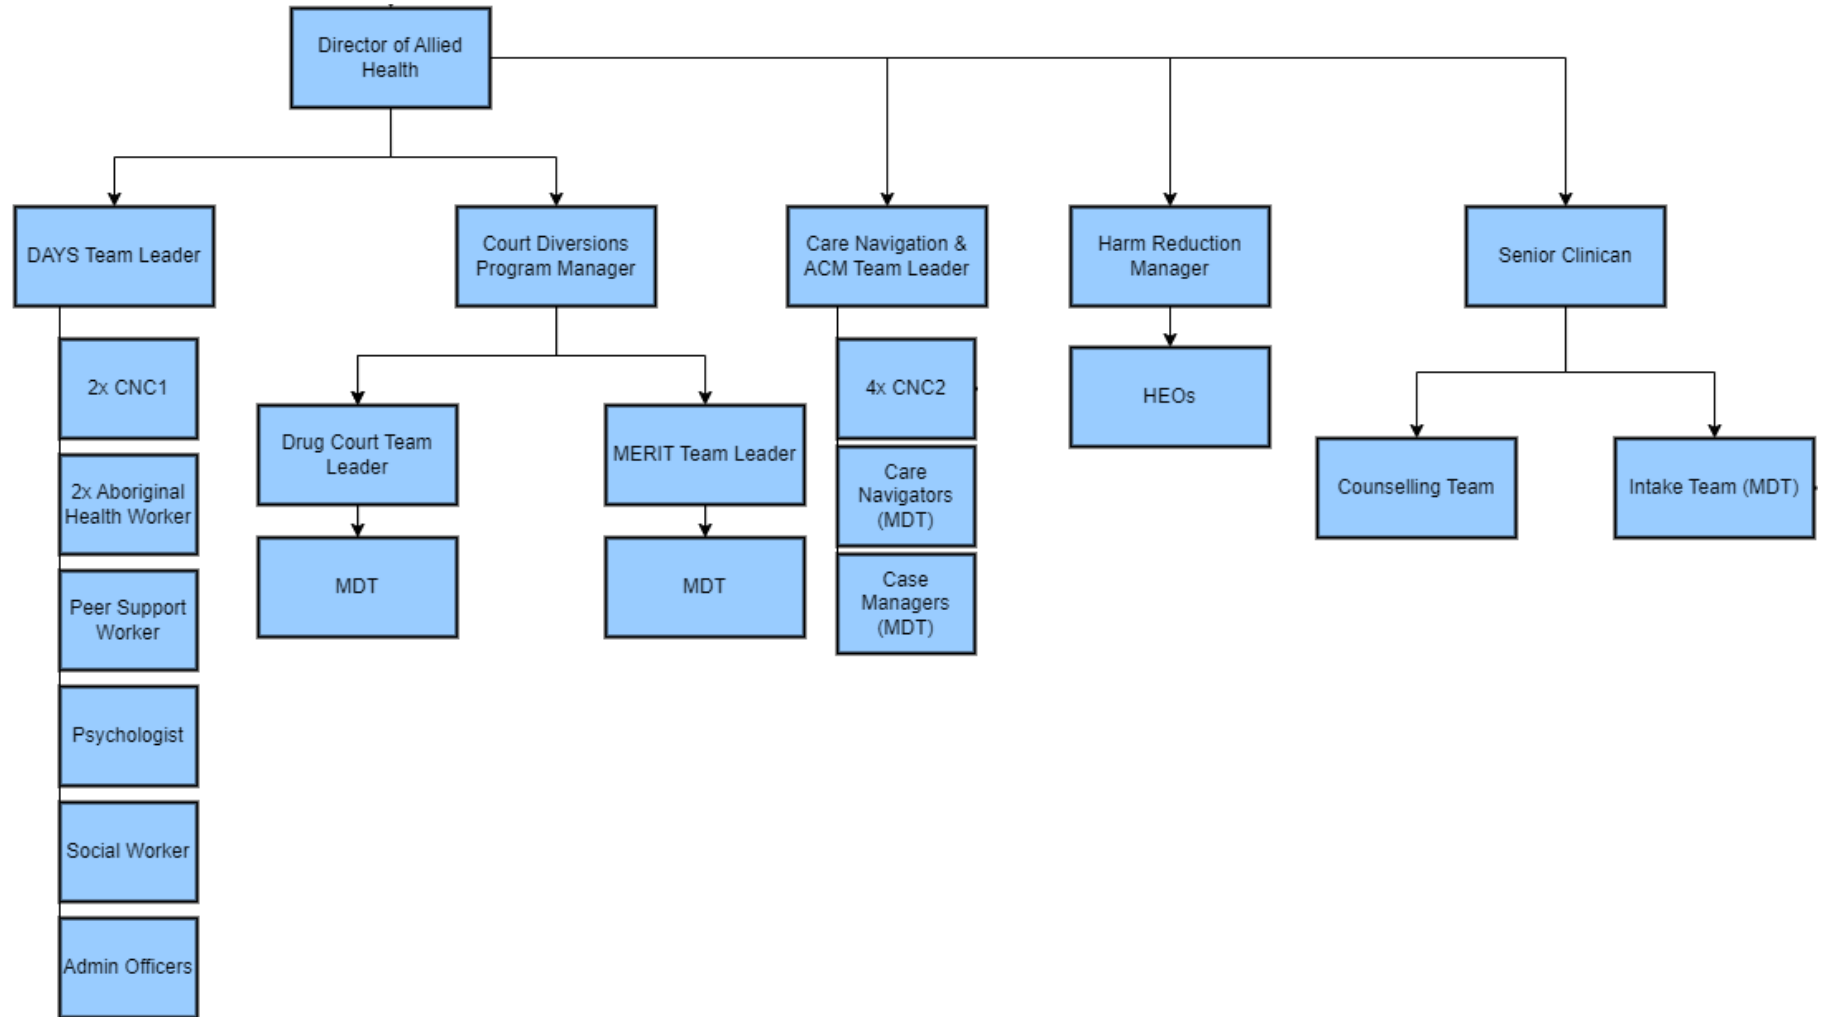 Director of Allied
Health
DAYS Team Leader
Court Diversions
Program Manager
Care Navigation &
ACM Team Leader
Harm Reduction
Manager
Senior Clinican
2x CNC1
2x Aboriginal
Health Worker
Peer Support
Worker
Psychologist
Social Worker
Admin Officers
Drug Court Team
Leader
MDT
MERIT Team Leader
MDT
4x CNC2
Care
Navigators
(MDT)
Case
Managers
(MDT)
HEOs
Counselling Team
Intake Team (MDT)